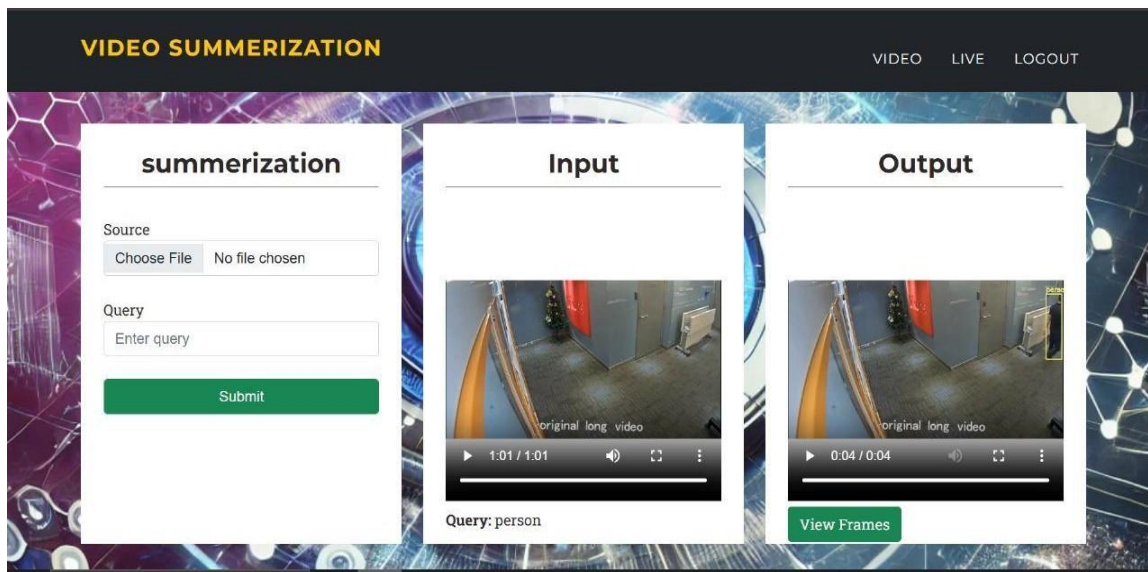 VIDEO SUMMERIZATION
VIDEO LIVE LOGOUT
summerization
Source
Choose File No file chosen
Query
Enter query
Submit
Input
original long video
1:01 / 1:01
Query: person
Output
person
original long video
0:04 / 0:04
View Frames